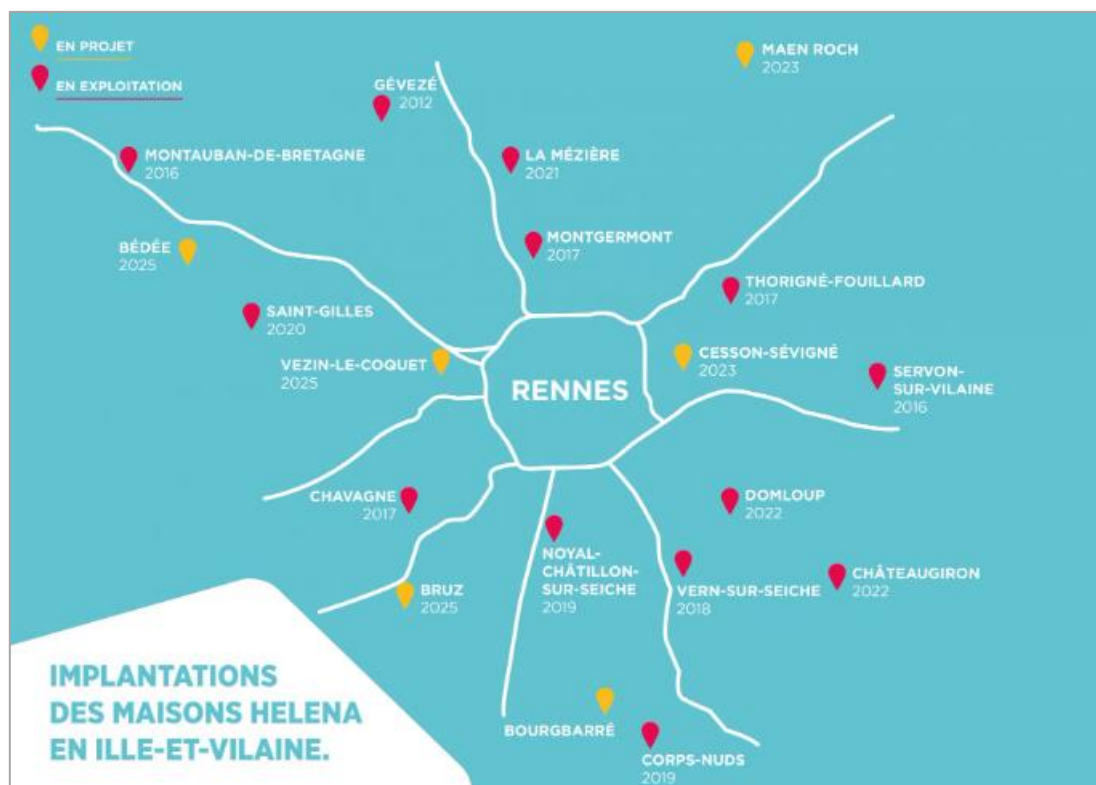 EN PROJET
EN EXPLOITATION
MAEN ROCH
2023
GÉVEZÉ
2012
MONTAUBAN-DE-BRETAGNE
2016
LA MÉZIÈRE
2021
BÉDÉE
2025
MONTGERMONT
2017
THORIGNÉ-FOUILLARD
2017
SAINT-GILLES
2020
VEZIN-LE-COQUET
2025
CESSON-SÉVIGNÉ
2023
SERVON-
SUR-VILAINE
2016
RENNES
CHAVAGNE
2017
DOMLOUP
2022
NOYAL-
CHÂTILLON-
SUR-SEICHE
2019
VERN-SUR-SEICHE
2018
CHÂTEAUGIRON
2022
BRUZ
2025
BOURGBARRÉ
CORPS-NUDS
2019
IMPLANTATIONS
DES MAISONS HELENA
EN ILLE-ET-VILAINE.